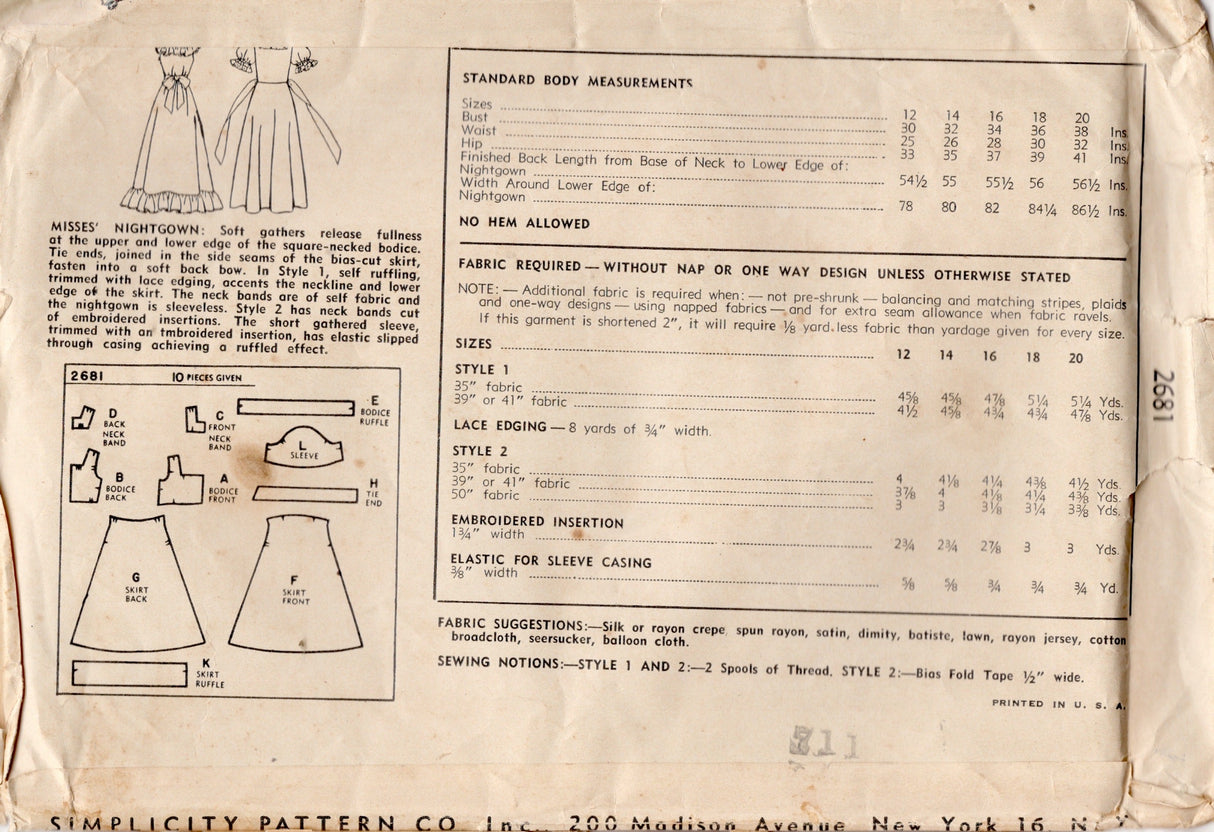 MISSES' NIGHTGOWN: Soft gathers release fullness
at the upper and lower edge of the square-necked bodice.
Tie ends, joined in the side seams of the bias-cut skirt,
fasten into a soft back bow. In Style 1, self ruffling,
trimmed with lace edging, accents the neckline and lower
edge of the skirt. The neck bands are of self fabric and
the nightgown is sleeveless. Style 2 has neck bands cut
of embroidered insertions. The short gathered sleeve,
trimmed with an tmbroidered insertion, has elastic slipped
through casing achieving a ruffled effect.
2681 10 PIECES GIVEN
D
BACK
NECK
BAND
C
FRONT
NECK
BAND
E
BODICE
RUFFLE
L
SLEEVE
B
BODICE
BACK
A
BODICE
FRONT
H
TIE
END
G
SKIRT
BACK
F
SKIRT
FRONT
K
SKIRT
RUFFLE
STANDARD BODY MEASUREMENTS
Sizes 12 14 16 18 20
Bust 30 32 34 36 38 Ins.
Waist 25 26 28 30 32 Ins.
Hip 33 35 37 39 41 Ins.
Finished Back Length from Base of Neck to Lower Edge of:
Nightgown 54½ 55 55½ 56 56½ Ins.
Width Around Lower Edge of:
Nightgown 78 80 82 84¼ 86½ Ins.
NO HEM ALLOWED
FABRIC REQUIRED — WITHOUT NAP OR ONE WAY DESIGN UNLESS OTHERWISE STATED
NOTE: — Additional fabric is required when: — not pre-shrunk — balancing and matching stripes, plaids
and one-way designs — using napped fabrics — and for extra seam allowance when fabric ravels.
If this garment is shortened 2", it will require ⅛ yard less fabric than yardage given for every size.
SIZES 12 14 16 18 20
STYLE 1
35" fabric 4⅝ 4⅝ 4⅞ 5¼ 5¼ Yds.
39" or 41" fabric 4½ 4⅝ 4¾ 4¾ 4⅞ Yds.
LACE EDGING — 8 yards of ¾" width.
STYLE 2
35" fabric 4 4⅛ 4¼ 4⅜ 4½ Yds.
39" or 41" fabric 3⅞ 4 4⅛ 4¼ 4⅜ Yds.
50" fabric 3 3 3⅛ 3¼ 3⅜ Yds.
EMBROIDERED INSERTION
1¾" width 2¾ 2¾ 2⅞ 3 3 Yds.
ELASTIC FOR SLEEVE CASING
⅜" width ⅝ ⅝ ¾ ¾ ¾ Yd.
FABRIC SUGGESTIONS:—Silk or rayon crepe, spun rayon, satin, dimity, batiste, lawn, rayon jersey, cotton
broadcloth, seersucker, balloon cloth.
SEWING NOTIONS:—STYLE 1 AND 2:—2 Spools of Thread. STYLE 2:—Bias Fold Tape ½" wide.
PRINTED IN U. S. A.
2681
SIMPLICITY PATTERN CO. Inc., 200 Madison Avenue New York 16, N. Y.